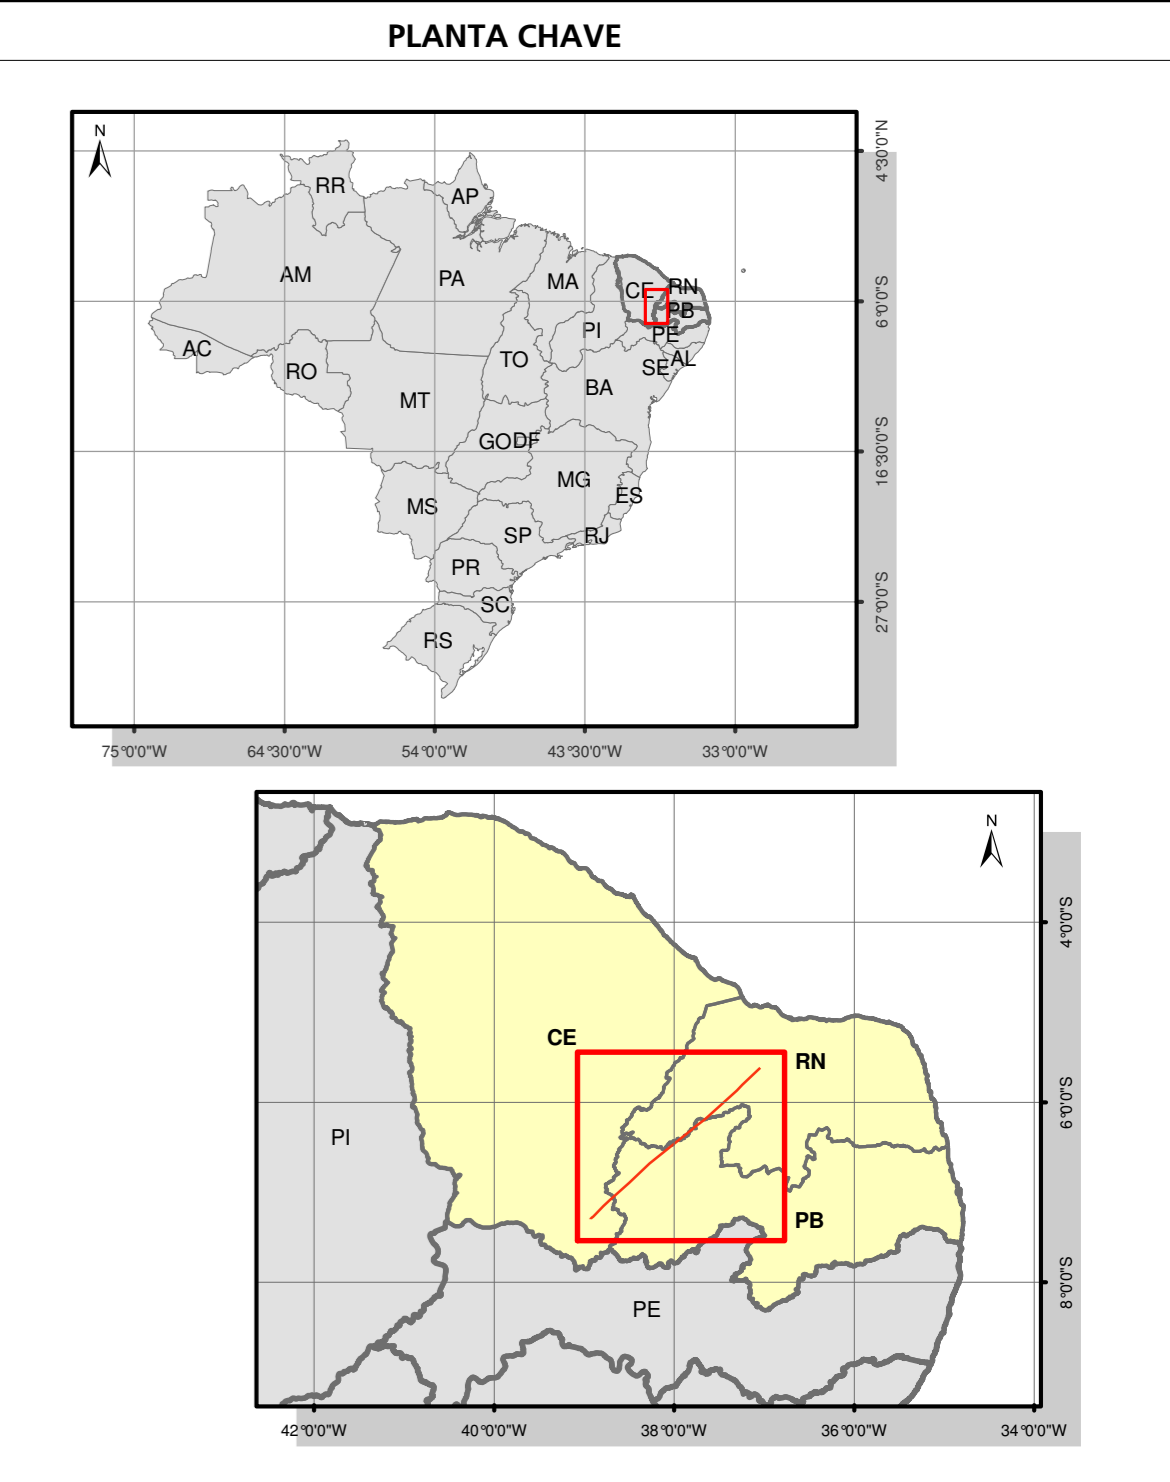 PLANTA CHAVE
N
4°30'0"N
RR
AP
AM
PA
MA
CE
RN
6°0'0"S
PB
PI
PE
AC
TO
SE
AL
RO
BA
MT
GO
DF
16°30'0"S
MG
MS
ES
SP
RJ
PR
27°0'0"S
SC
RS
75°0'0"W
64°30'0"W
54°0'0"W
43°30'0"W
33°0'0"W
N
4°0'0"S
CE
RN
6°0'0"S
PI
PB
8°0'0"S
PE
42°0'0"W
40°0'0"W
38°0'0"W
36°0'0"W
34°0'0"W